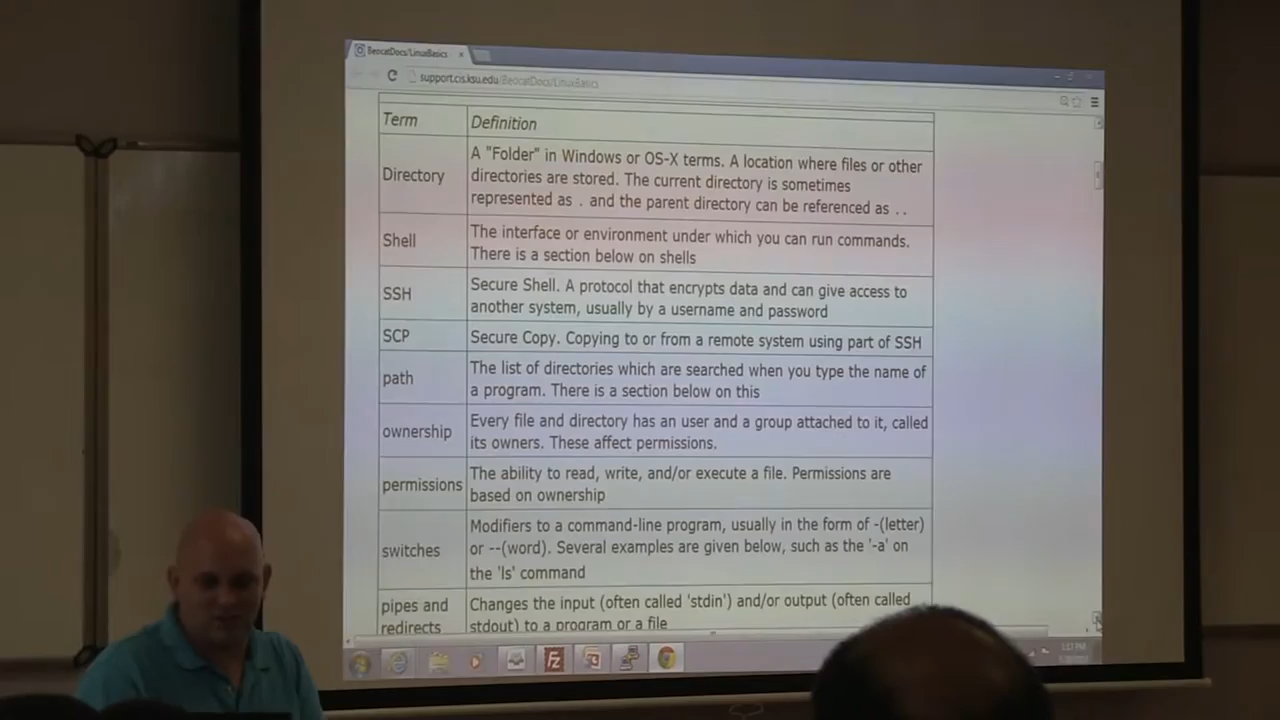 BeocatDocs/LinuxBasics
support.cis.ksu.edu/BeocatDocs/LinuxBasics
Term
Definition
Directory
A "Folder" in Windows or OS-X terms. A location where files or other
directories are stored. The current directory is sometimes
represented as . and the parent directory can be referenced as . .
Shell
The interface or environment under which you can run commands.
There is a section below on shells
SSH
Secure Shell. A protocol that encrypts data and can give access to
another system, usually by a username and password
SCP
Secure Copy. Copying to or from a remote system using part of SSH
path
The list of directories which are searched when you type the name of
a program. There is a section below on this
ownership
Every file and directory has an user and a group attached to it, called
its owners. These affect permissions.
permissions
The ability to read, write, and/or execute a file. Permissions are
based on ownership
switches
Modifiers to a command-line program, usually in the form of -(letter)
or --(word). Several examples are given below, such as the '-a' on
the 'ls' command
pipes and
redirects
Changes the input (often called 'stdin') and/or output (often called
stdout) to a program or a file
FZ